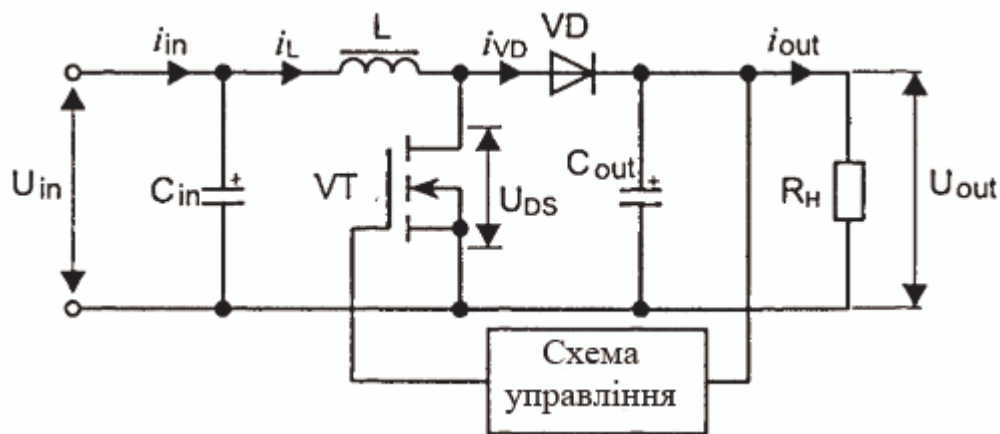 i_in
i_L
L
i_VD
VD
i_out
U_in
C_in
+
VT
U_DS
C_out
+
R_H
U_out
Схема
управління